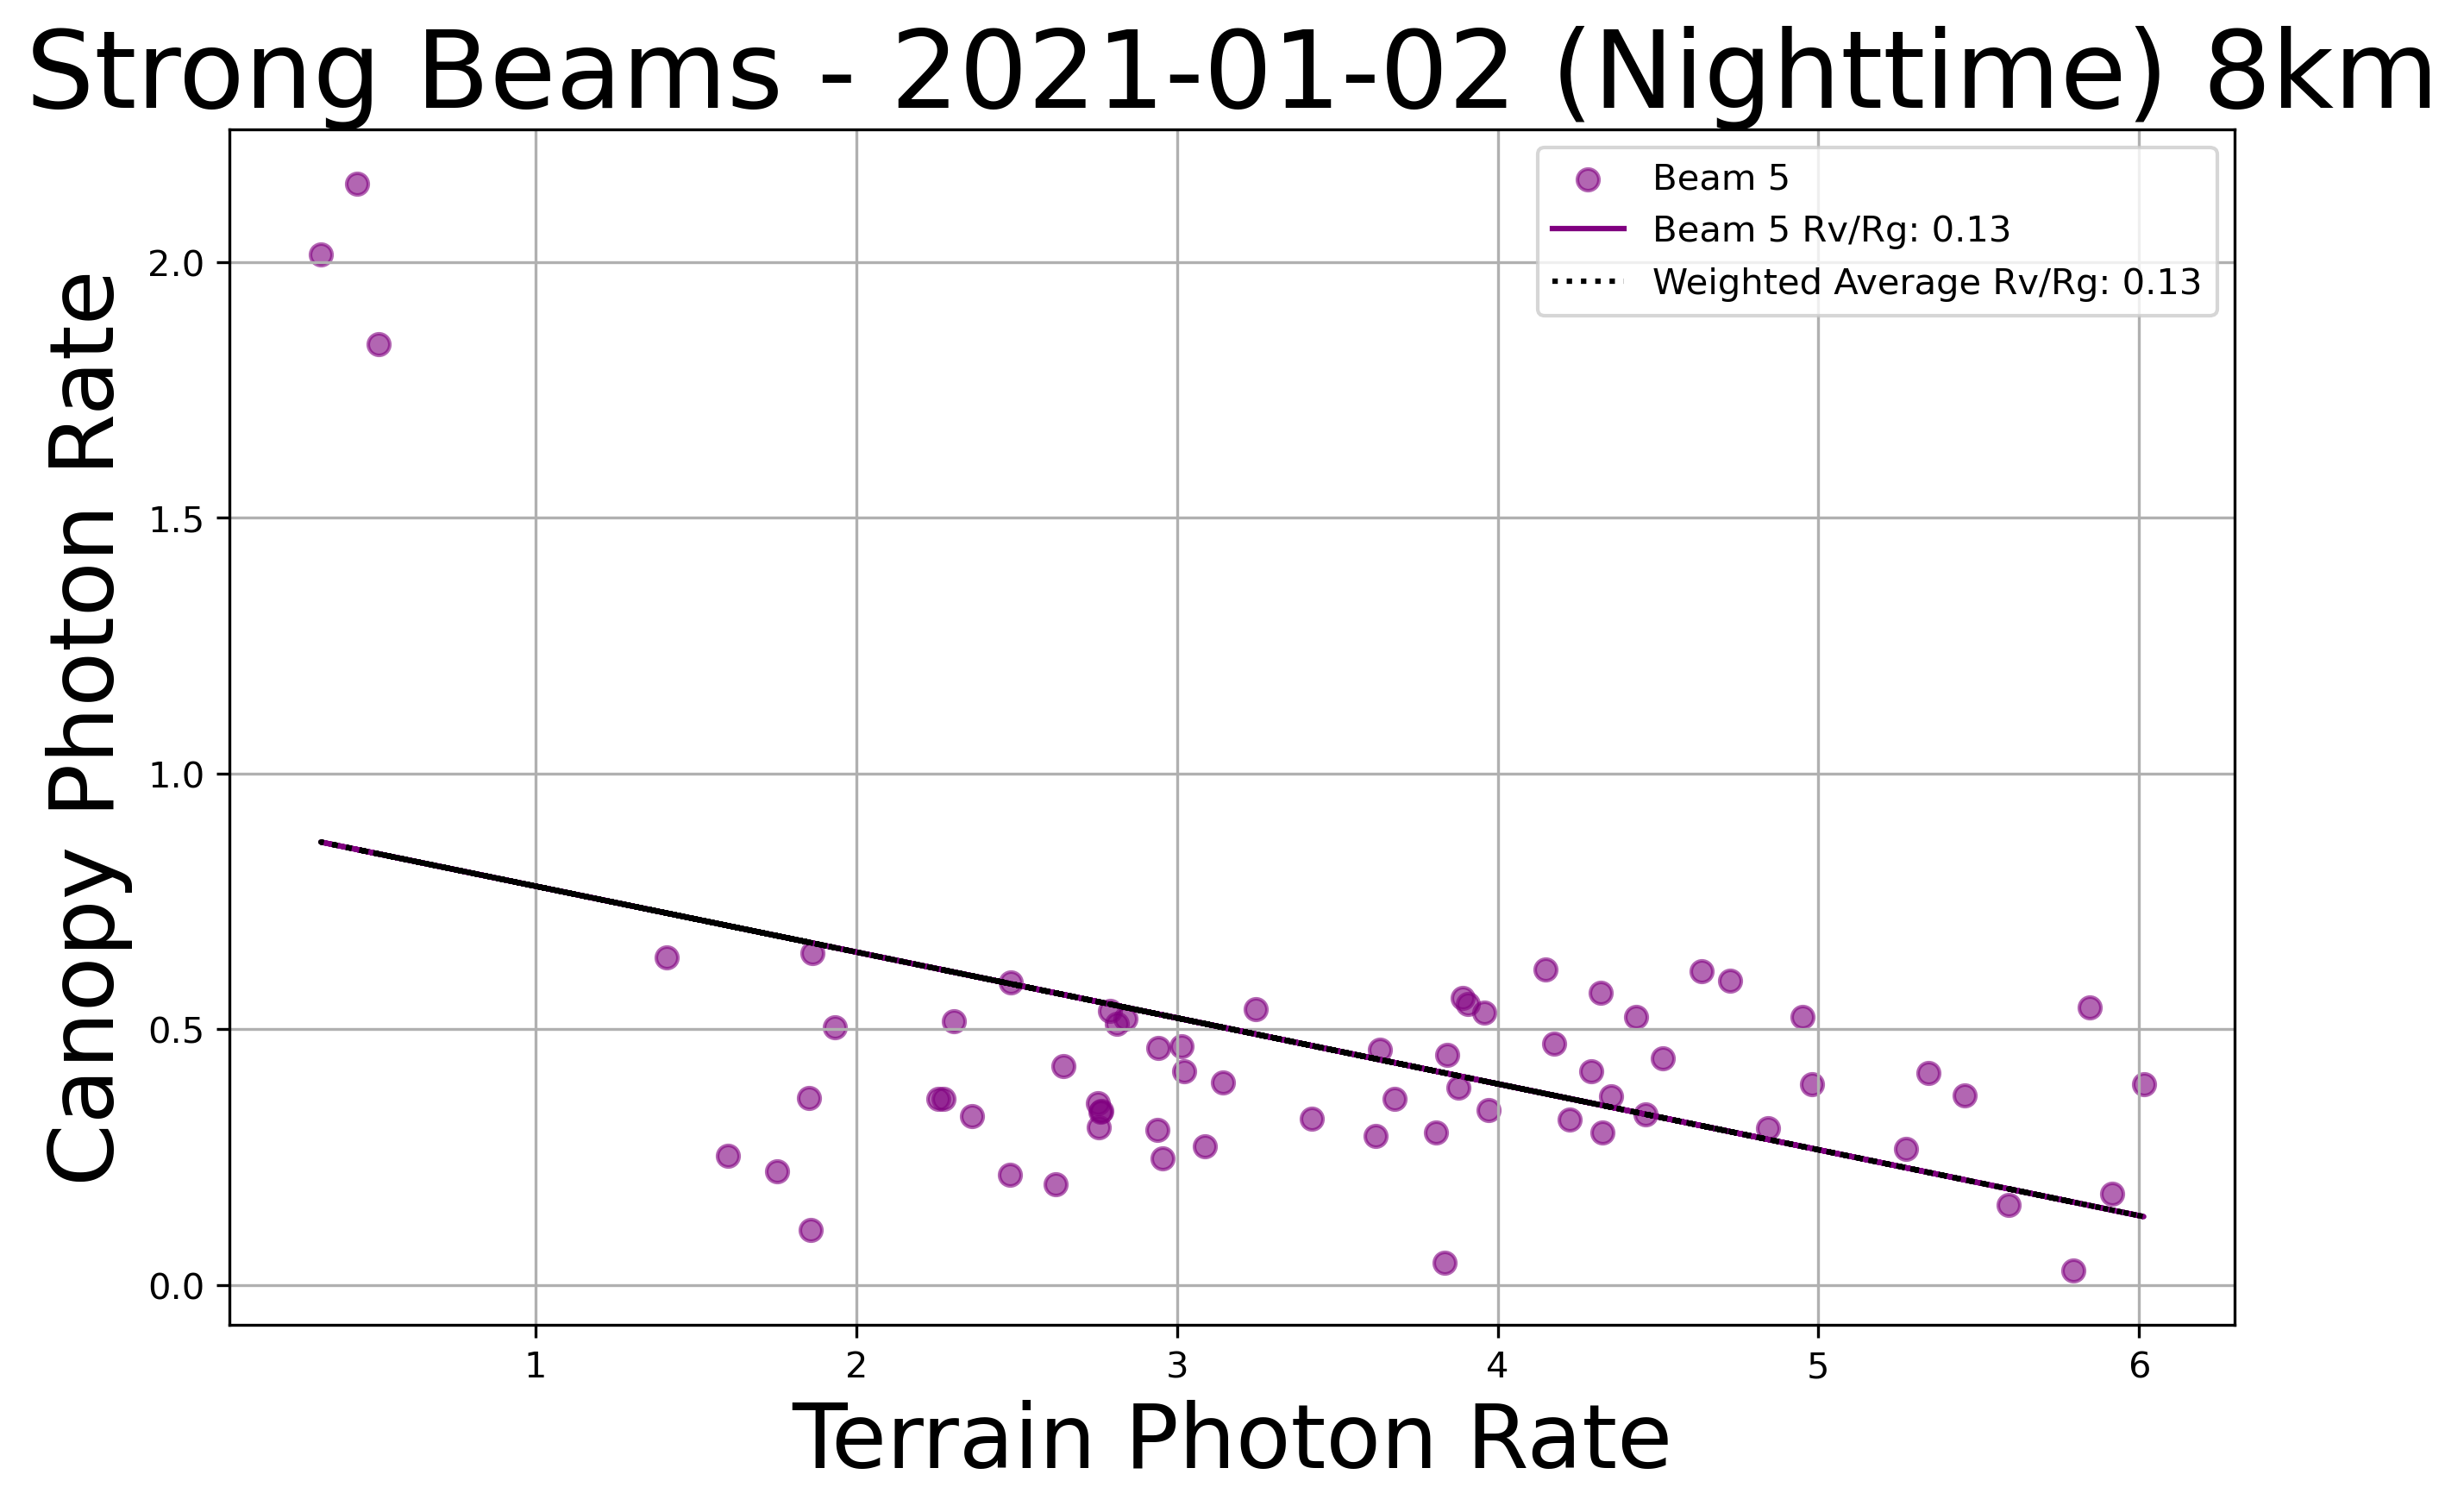 Strong Beams - 2021-01-02 (Nighttime) 8km
Beam 5
Beam 5 Rv/Rg: 0.13
Weighted Average Rv/Rg: 0.13
Canopy Photon Rate
2.0
1.5
1.0
0.5
0.0
1 2 3 4 5 6
Terrain Photon Rate